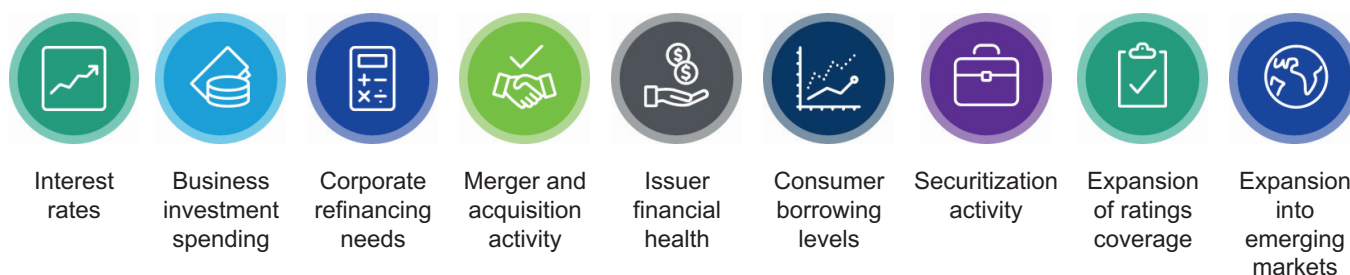 Interest
rates
Business
investment
spending
Corporate
refinancing
needs
Merger and
acquisition
activity
Issuer
financial
health
Consumer
borrowing
levels
Securitization
activity
Expansion
of ratings
coverage
Expansion
into
emerging
markets